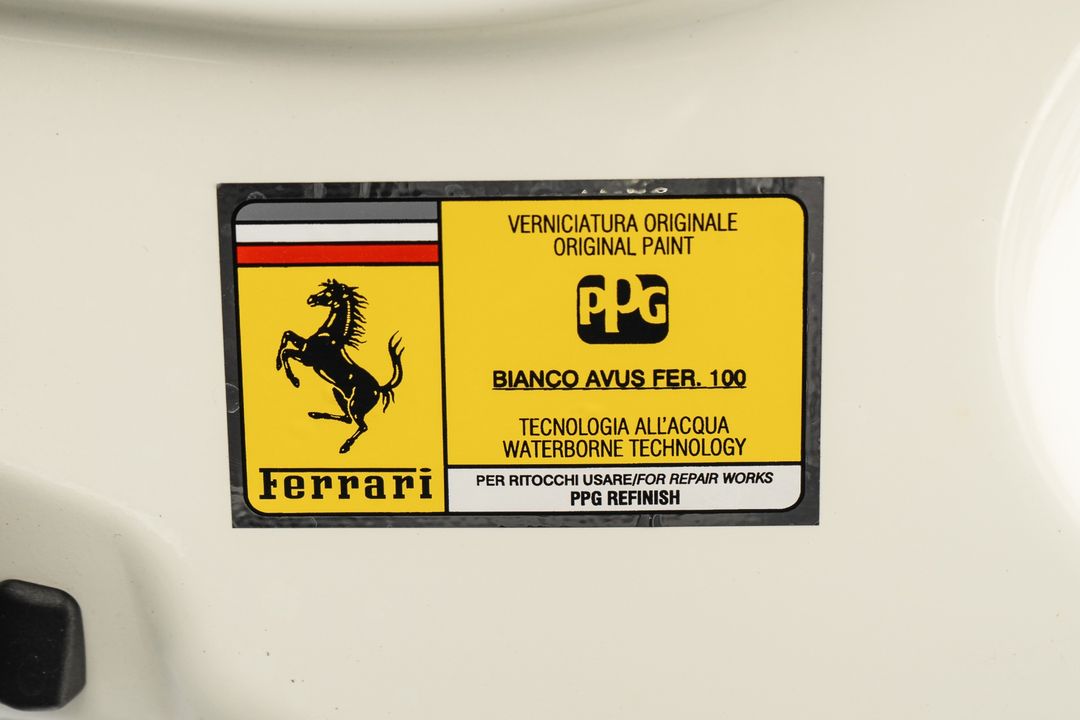 Ferrari
VERNICIATURA ORIGINALE
ORIGINAL PAINT
PPG
BIANCO AVUS FER. 100
TECNOLOGIA ALL'ACQUA
WATERBORNE TECHNOLOGY
PER RITOCCHI USARE/FOR REPAIR WORKS
PPG REFINISH